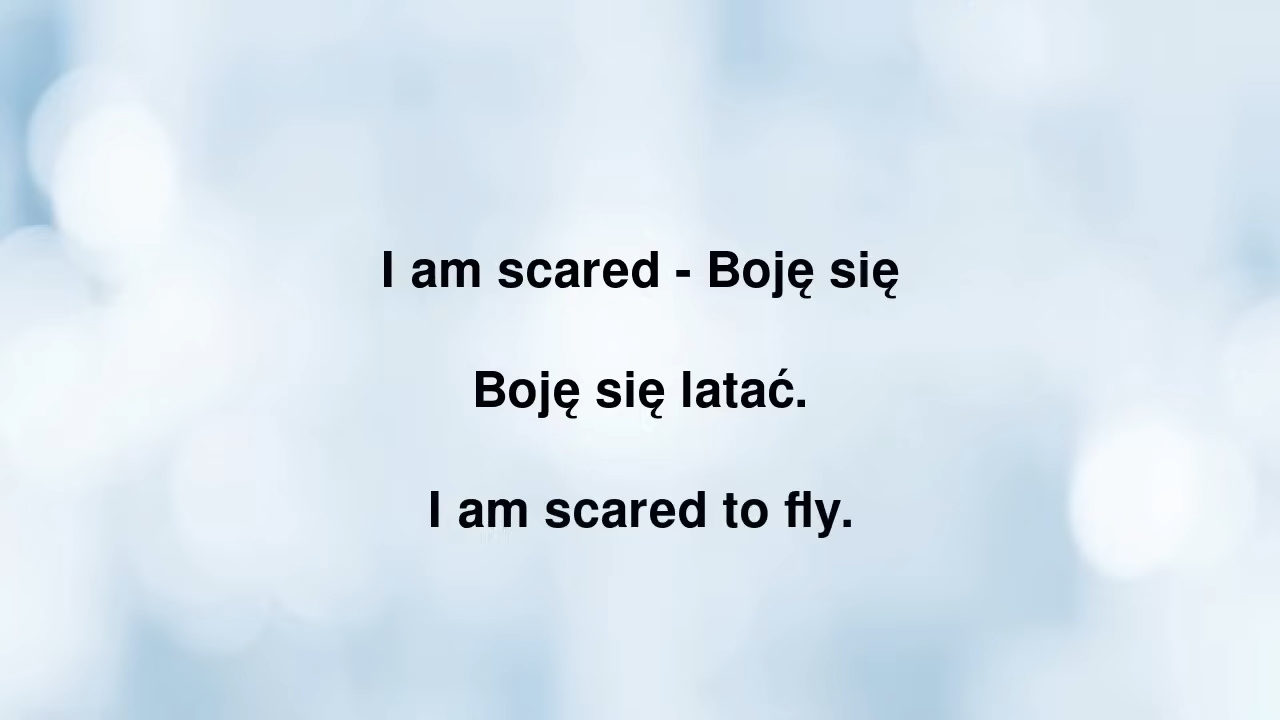 I am scared - Boję się
Boję się latać.
I am scared to fly.